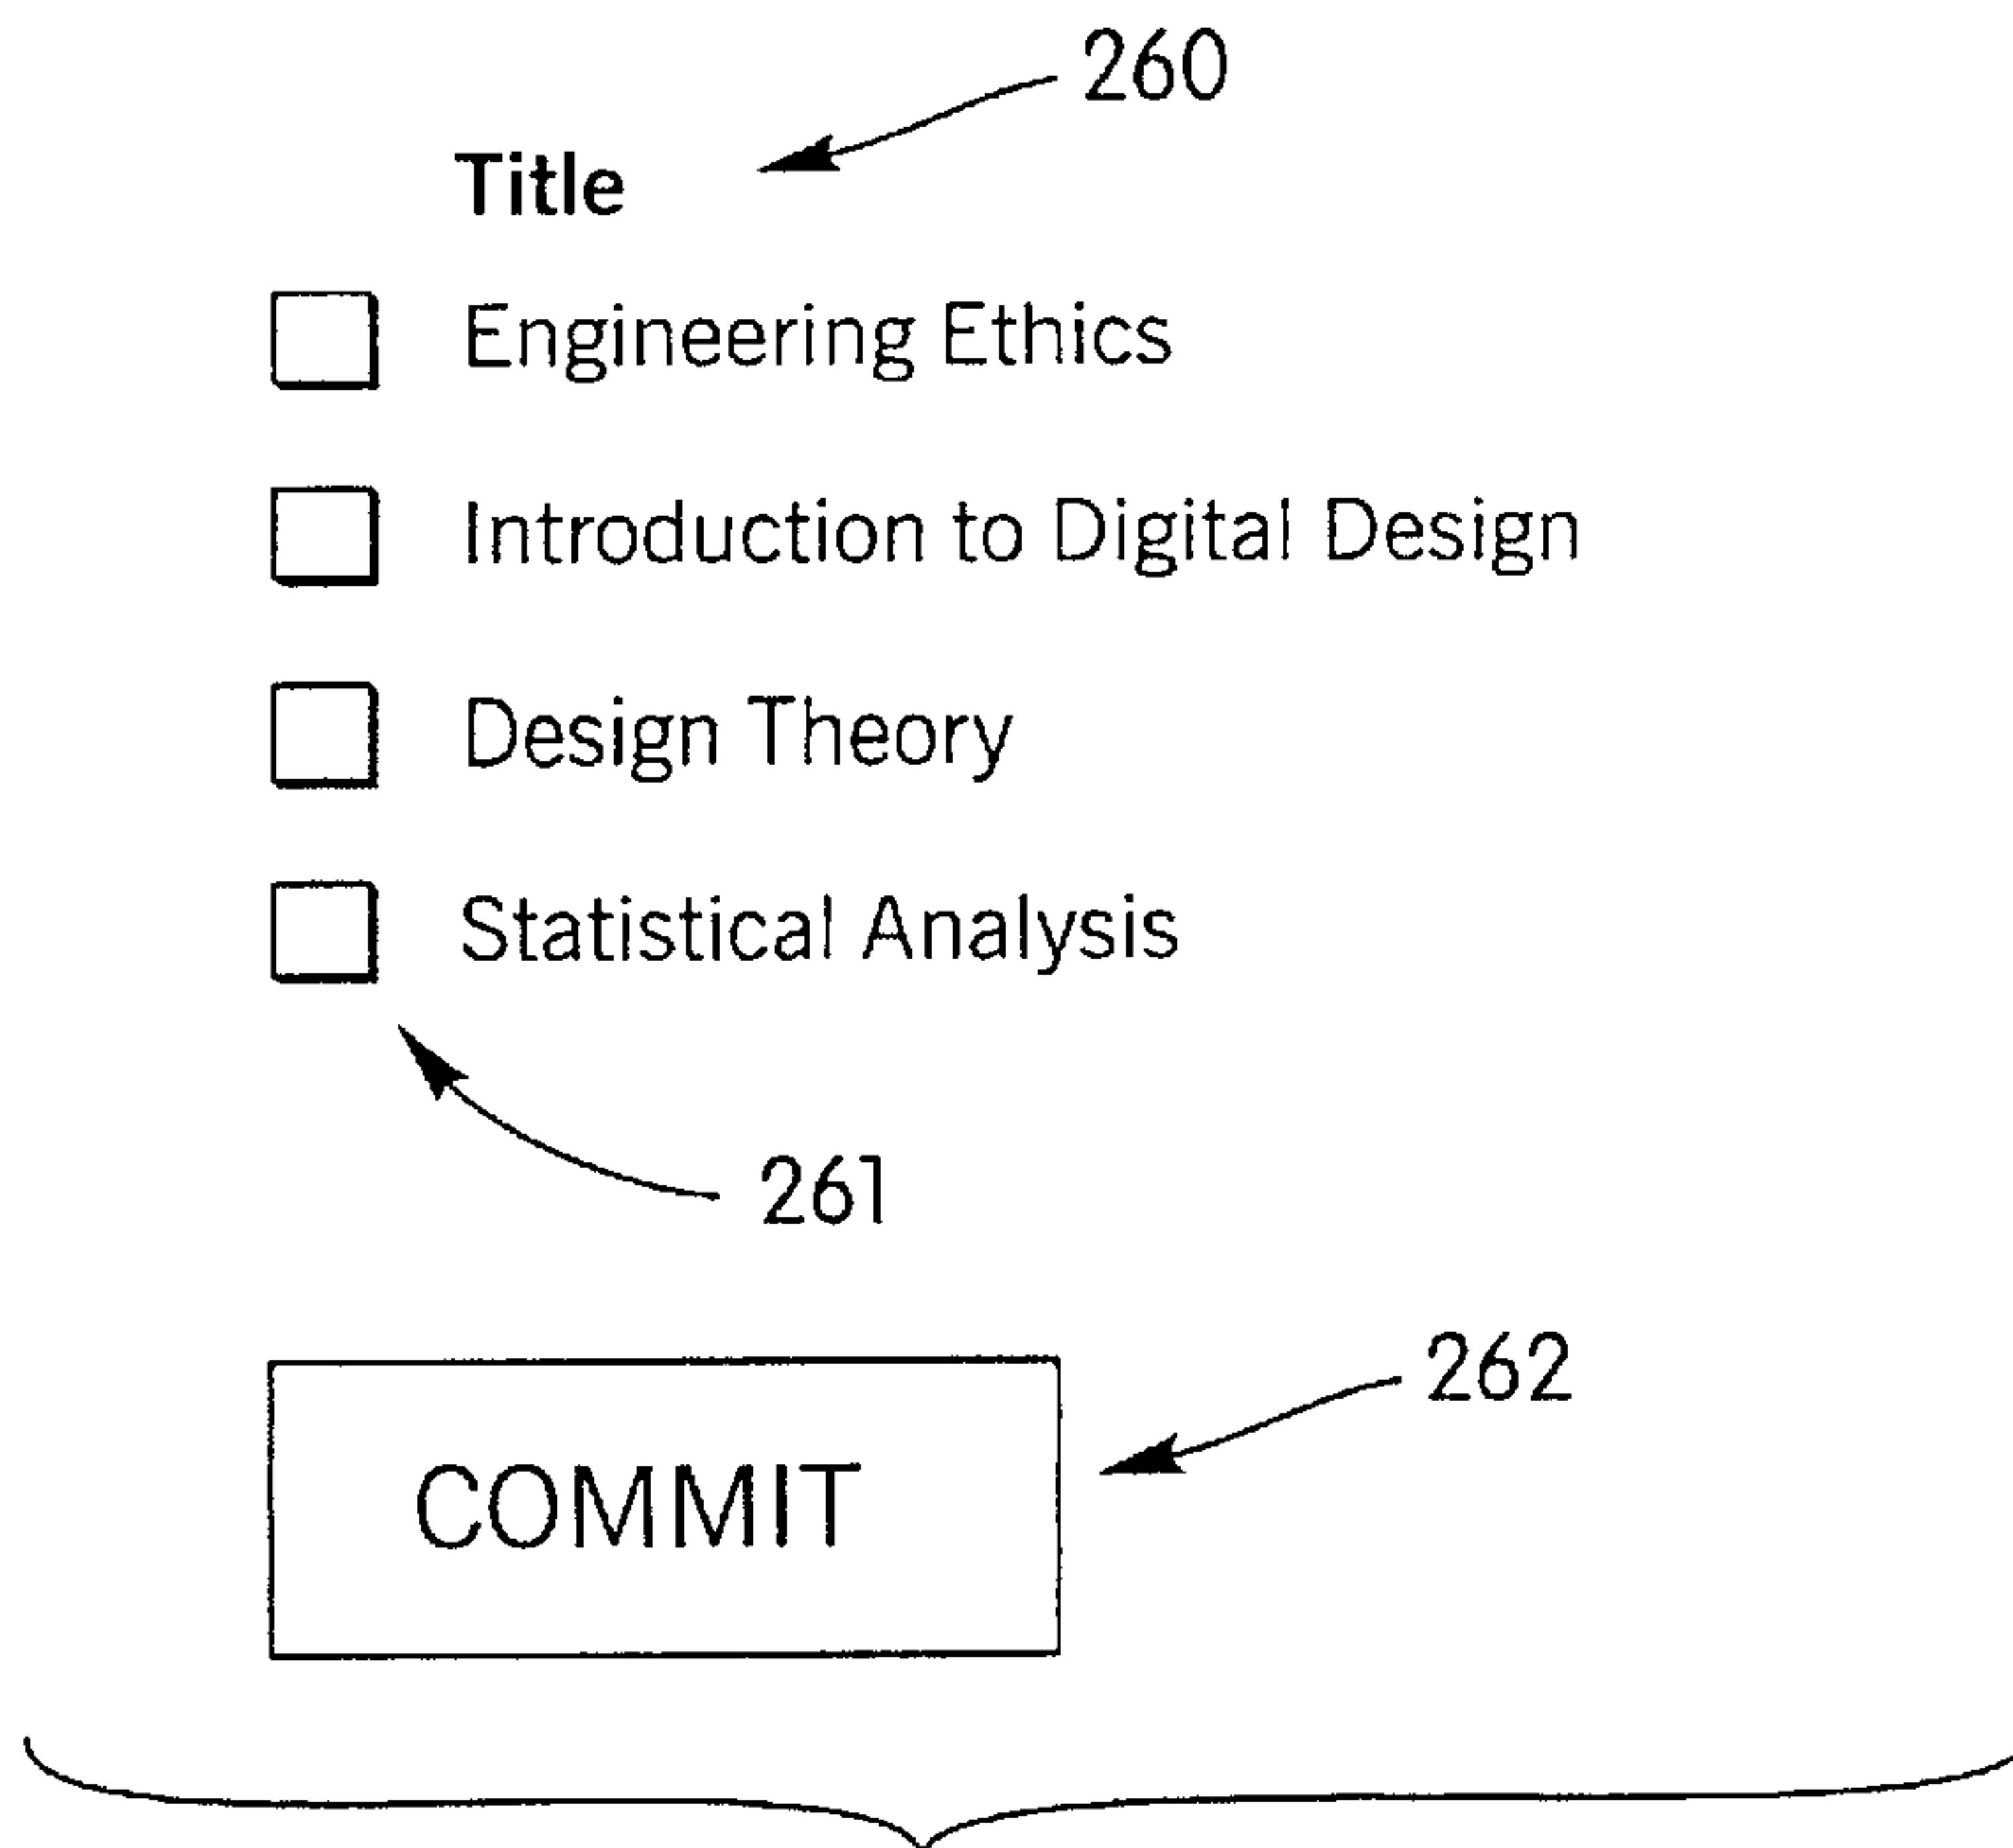 260
Title
Engineering Ethics
Introduction to Digital Design
Design Theory
Statistical Analysis
261
262
COMMIT